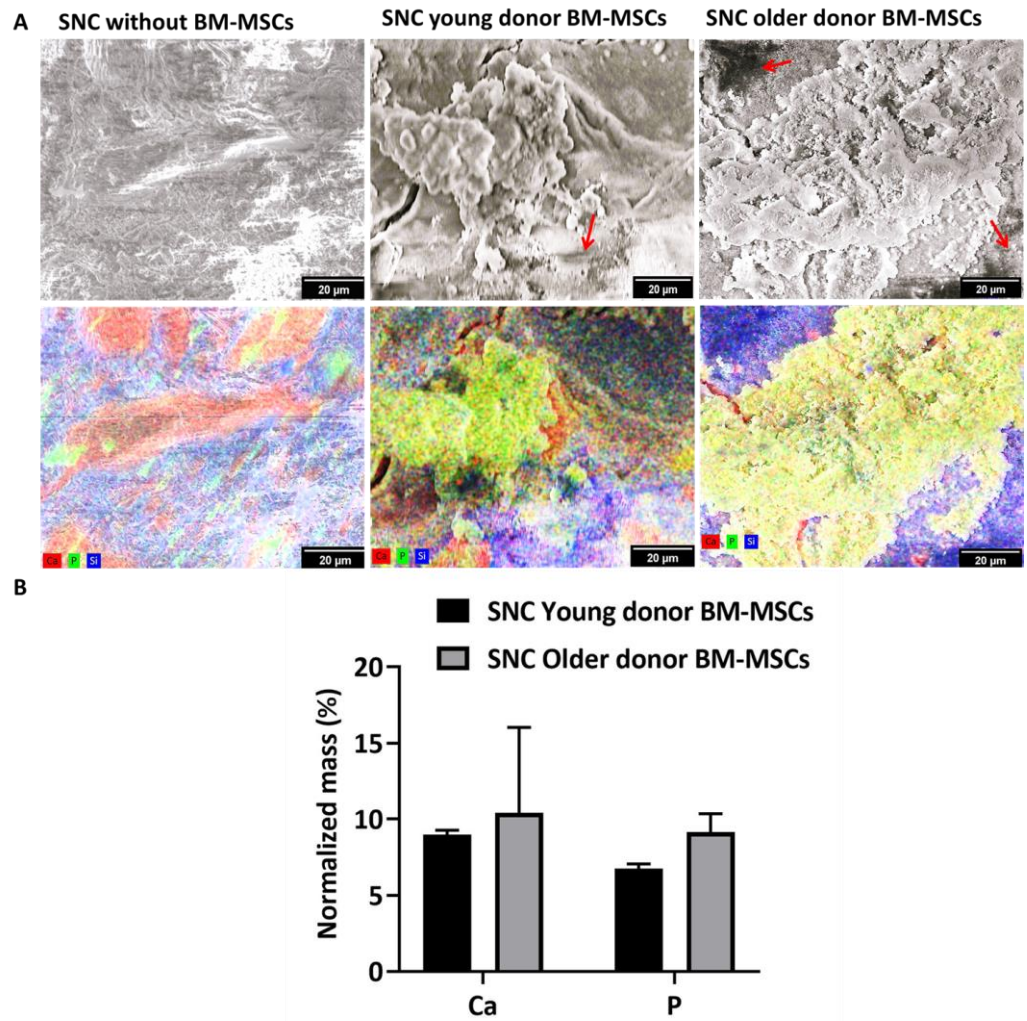 A
SNC without BM-MSCs
SNC young donor BM-MSCs
SNC older donor BM-MSCs
20 µm
20 µm
20 µm
Ca P Si
20 µm
Ca P Si
20 µm
Ca P Si
20 µm
B
SNC Young donor BM-MSCs
SNC Older donor BM-MSCs
Normalized mass (%)
20
15
10
5
0
Ca
P